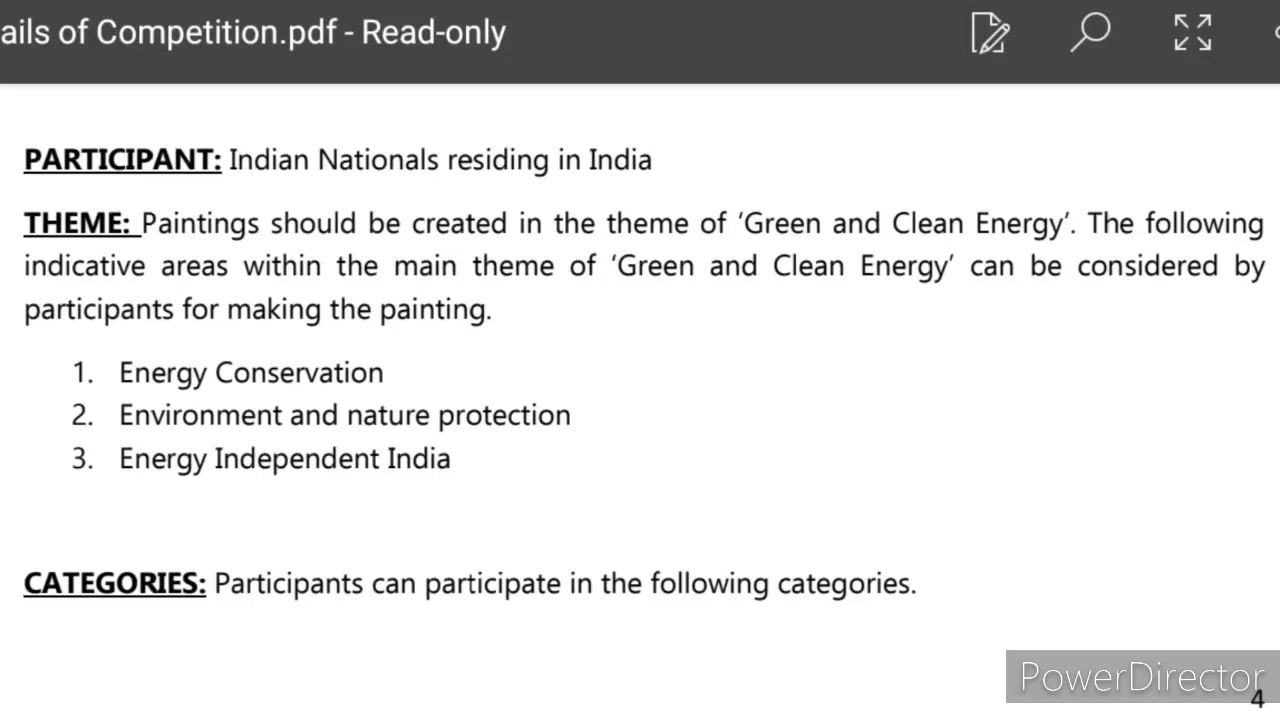 ails of Competition.pdf - Read-only
PARTICIPANT: Indian Nationals residing in India
THEME: Paintings should be created in the theme of ‘Green and Clean Energy’. The following
indicative areas within the main theme of ‘Green and Clean Energy’ can be considered by
participants for making the painting.
1. Energy Conservation
2. Environment and nature protection
3. Energy Independent India
CATEGORIES: Participants can participate in the following categories.
PowerDirector
4